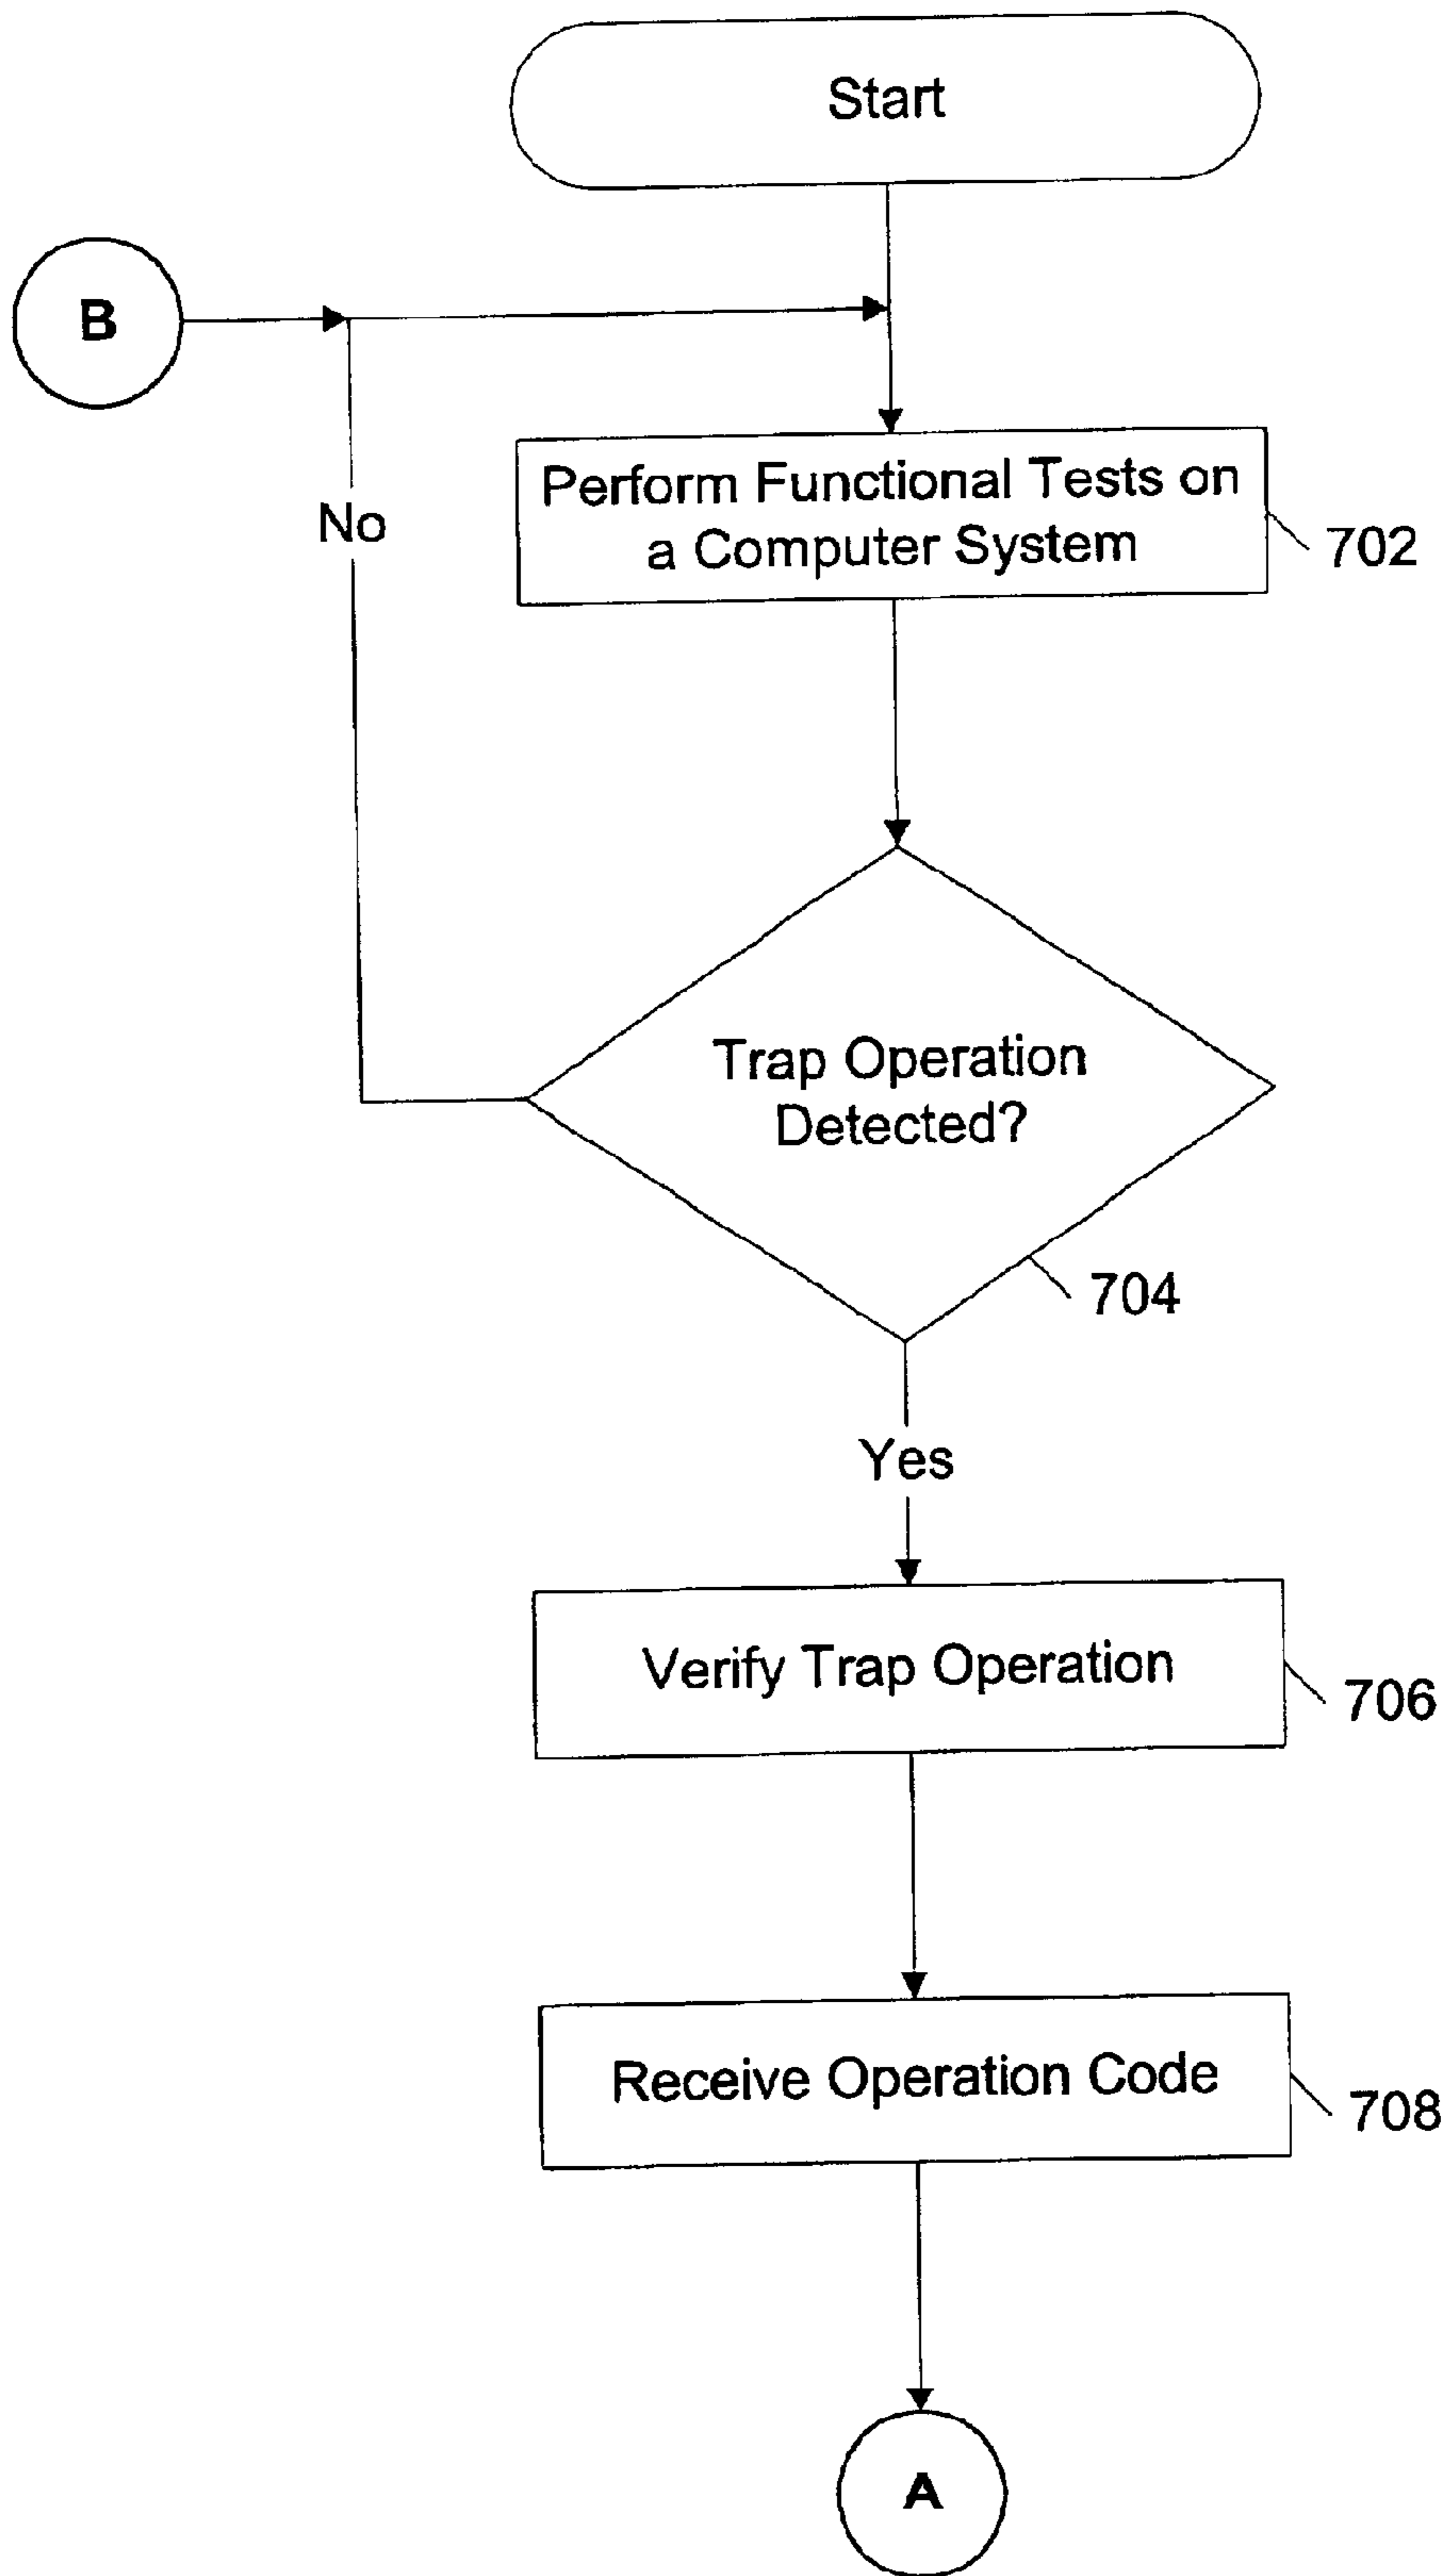 Start
B
No
Perform Functional Tests on
a Computer System
702
Trap Operation
Detected?
704
Yes
Verify Trap Operation
706
Receive Operation Code
708
A